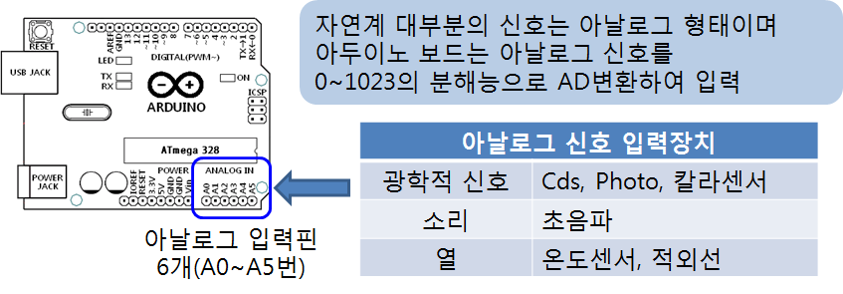 자연계 대부분의 신호는 아날로그 형태이며
아두이노 보드는 아날로그 신호를
0~1023의 분해능으로 AD변환하여 입력
RESET
AREF
GND
13
12
~11
~10
~9
8
7
~6
~5
4
~3
2
TX→1
RX←0
LED
DIGITAL(PWM~)
USB JACK
TX
RX
ON
ARDUINO
ICSP
ATmega 328
POWER
JACK
POWER
ANALOG IN
IOREF
RESET
3.3V
5V
GND
GND
Vin
A0
A1
A2
A3
A4
A5
아날로그 입력핀
6개(A0~A5번)
아날로그 신호 입력장치
광학적 신호 Cds, Photo, 칼라센서
소리 초음파
열 온도센서, 적외선